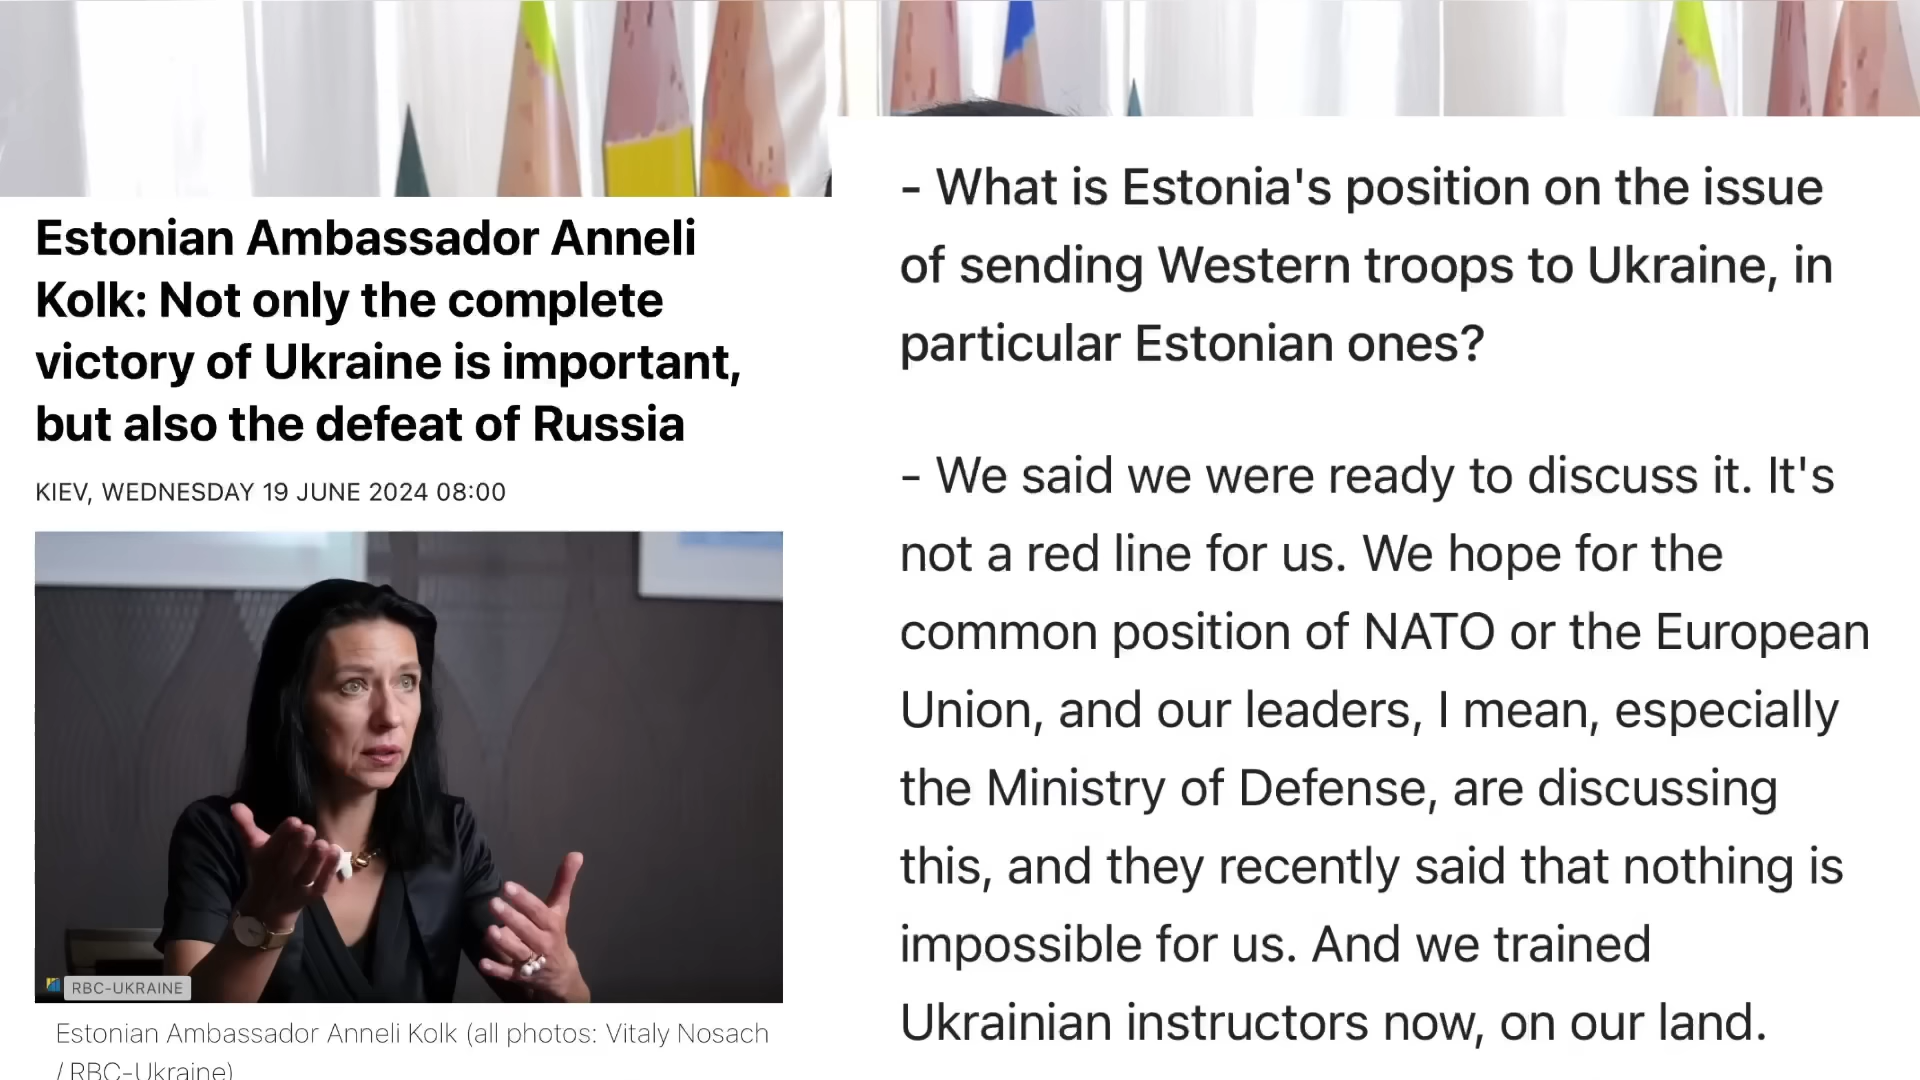 Estonian Ambassador Anneli
Kolk: Not only the complete
victory of Ukraine is important,
but also the defeat of Russia
KIEV, WEDNESDAY 19 JUNE 2024 08:00
RBC-UKRAINE
Estonian Ambassador Anneli Kolk (all photos: Vitaly Nosach
/ RBC-Ukraine)
- What is Estonia's position on the issue
of sending Western troops to Ukraine, in
particular Estonian ones?
- We said we were ready to discuss it. It's
not a red line for us. We hope for the
common position of NATO or the European
Union, and our leaders, I mean, especially
the Ministry of Defense, are discussing
this, and they recently said that nothing is
impossible for us. And we trained
Ukrainian instructors now, on our land.